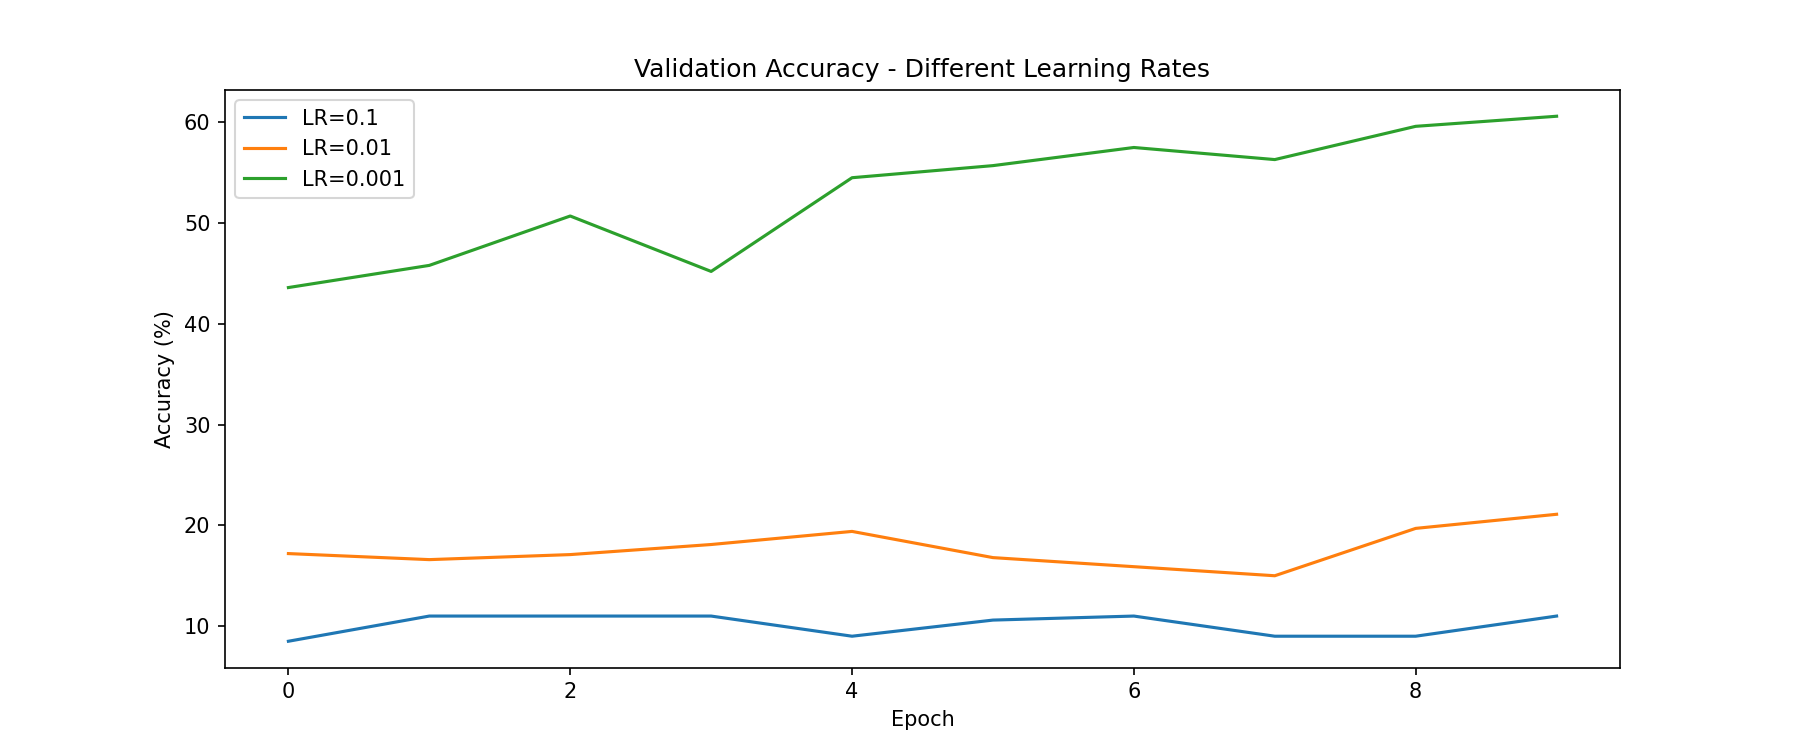 Validation Accuracy - Different Learning Rates
LR=0.1
LR=0.01
LR=0.001
Accuracy (%)
60
50
40
30
20
10
0 2 4 6 8
Epoch